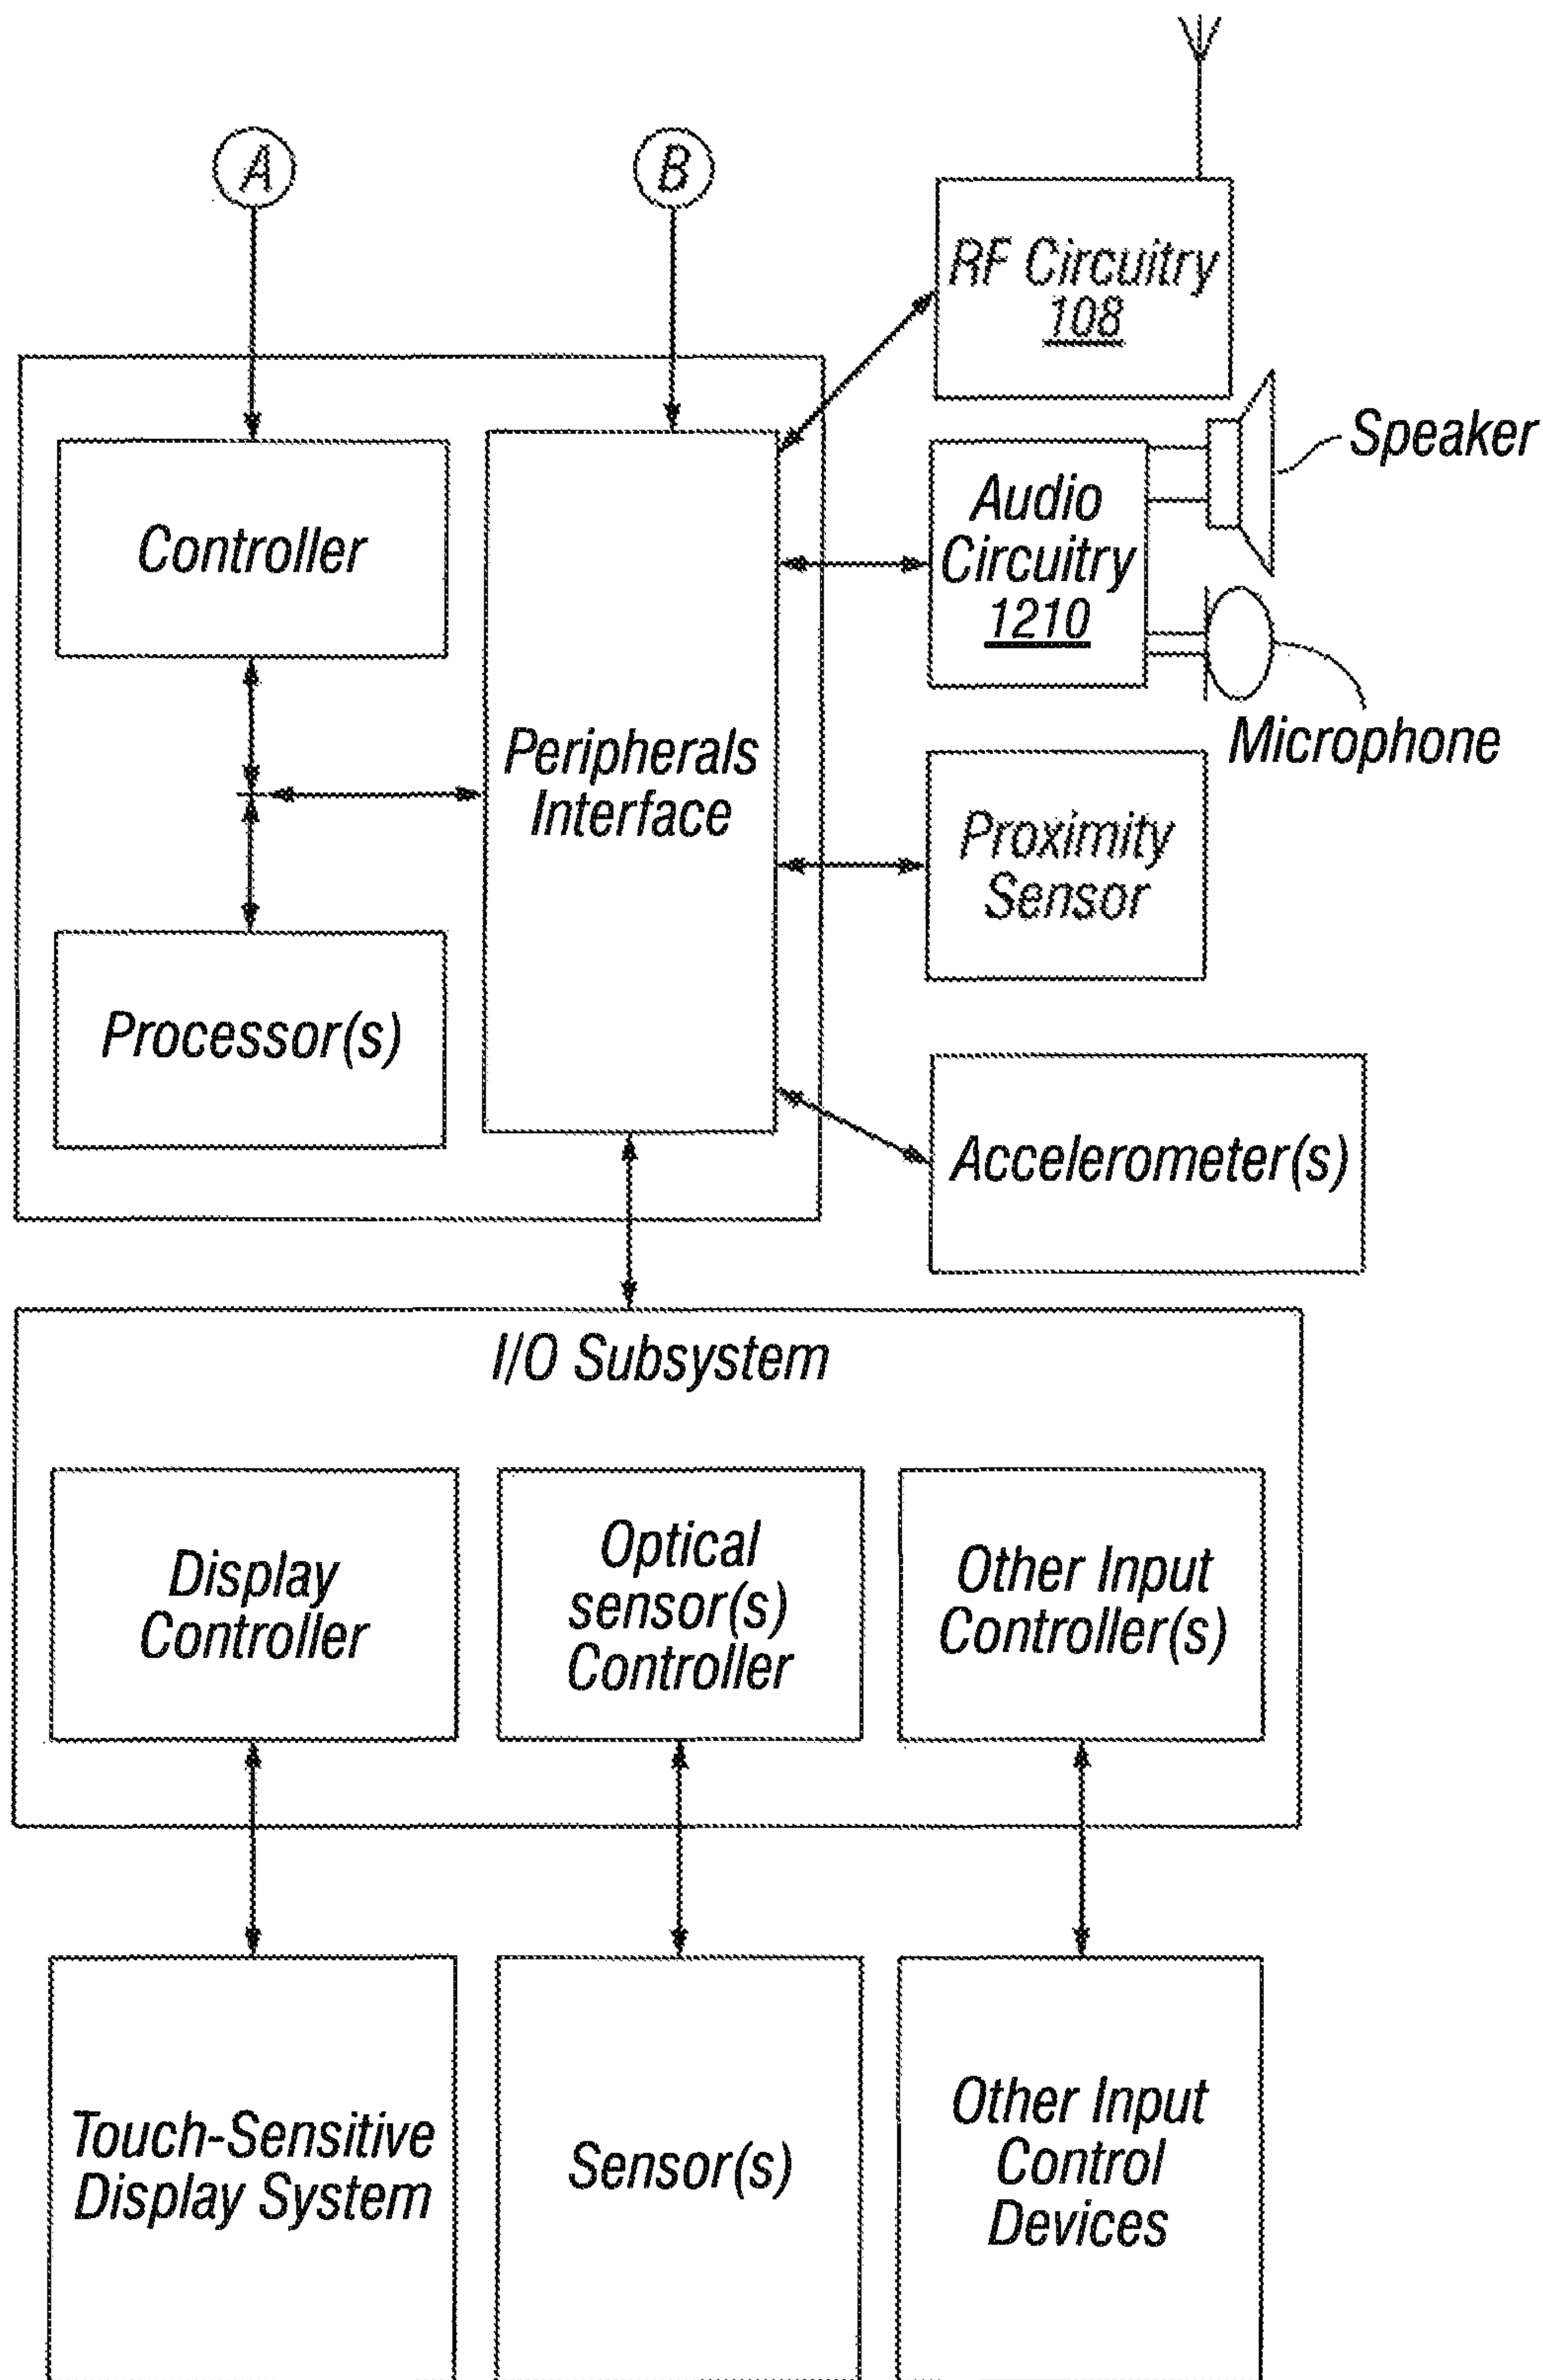 A
B
RF Circuitry
108
Speaker
Controller
Audio
Circuitry
1210
Microphone
Peripherals
Interface
Proximity
Sensor
Processor(s)
Accelerometer(s)
I/O Subsystem
Display
Controller
Optical
sensor(s)
Controller
Other Input
Controller(s)
Touch-Sensitive
Display System
Sensor(s)
Other Input
Control
Devices